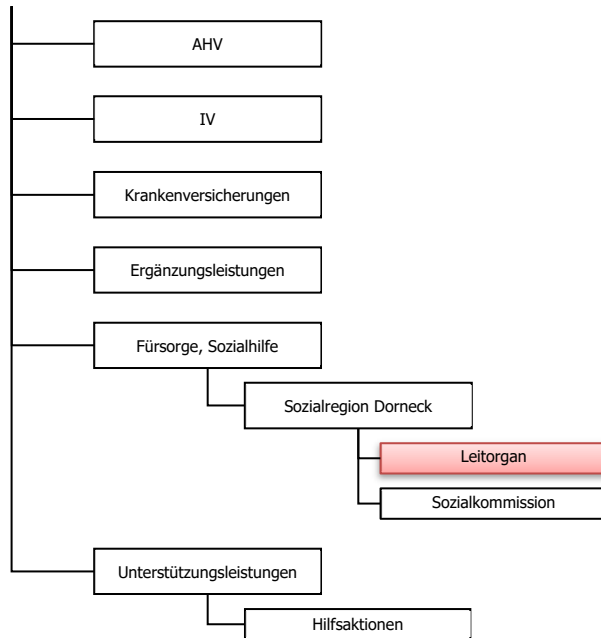 AHV
IV
Krankenversicherungen
Ergänzungsleistungen
Fürsorge, Sozialhilfe
Sozialregion Dorneck
Leitorgan
Sozialkommission
Unterstützungsleistungen
Hilfsaktionen